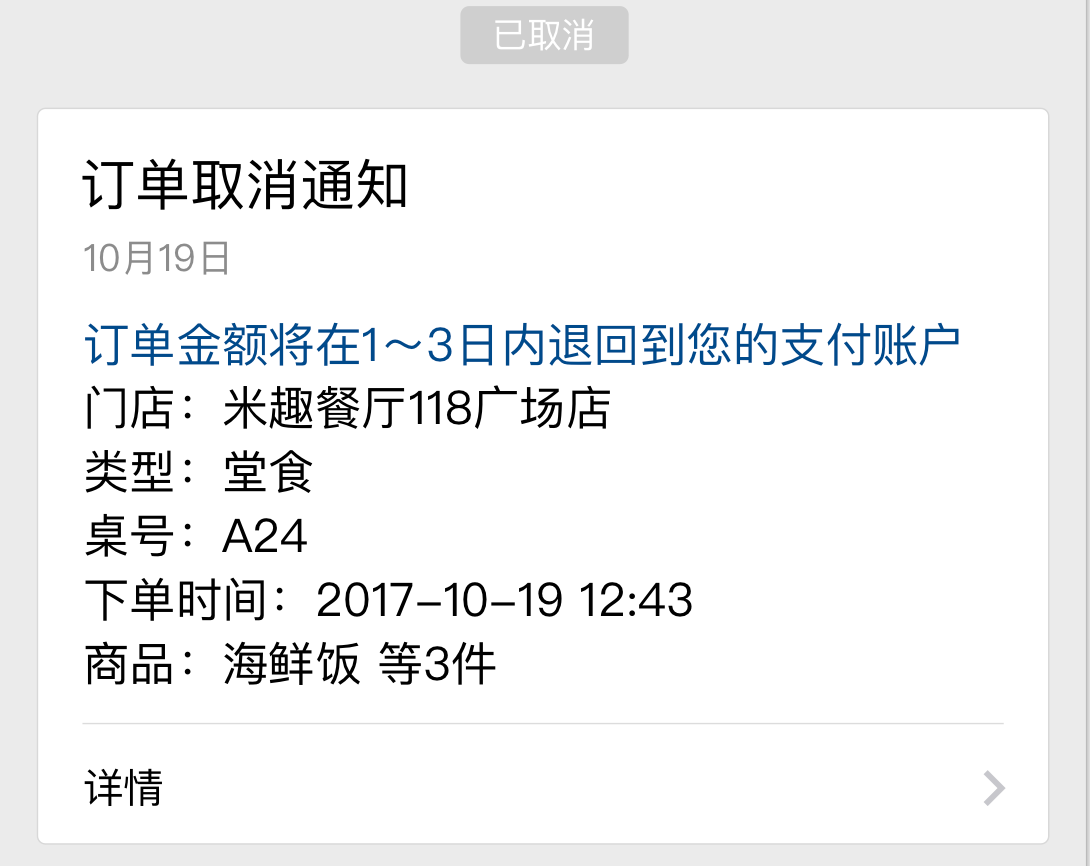 已取消
订单取消通知
10月19日
订单金额将在1～3日内退回到您的支付账户
门店：米趣餐厅118广场店
类型：堂食
桌号：A24
下单时间：2017-10-19 12:43
商品：海鲜饭 等3件
详情